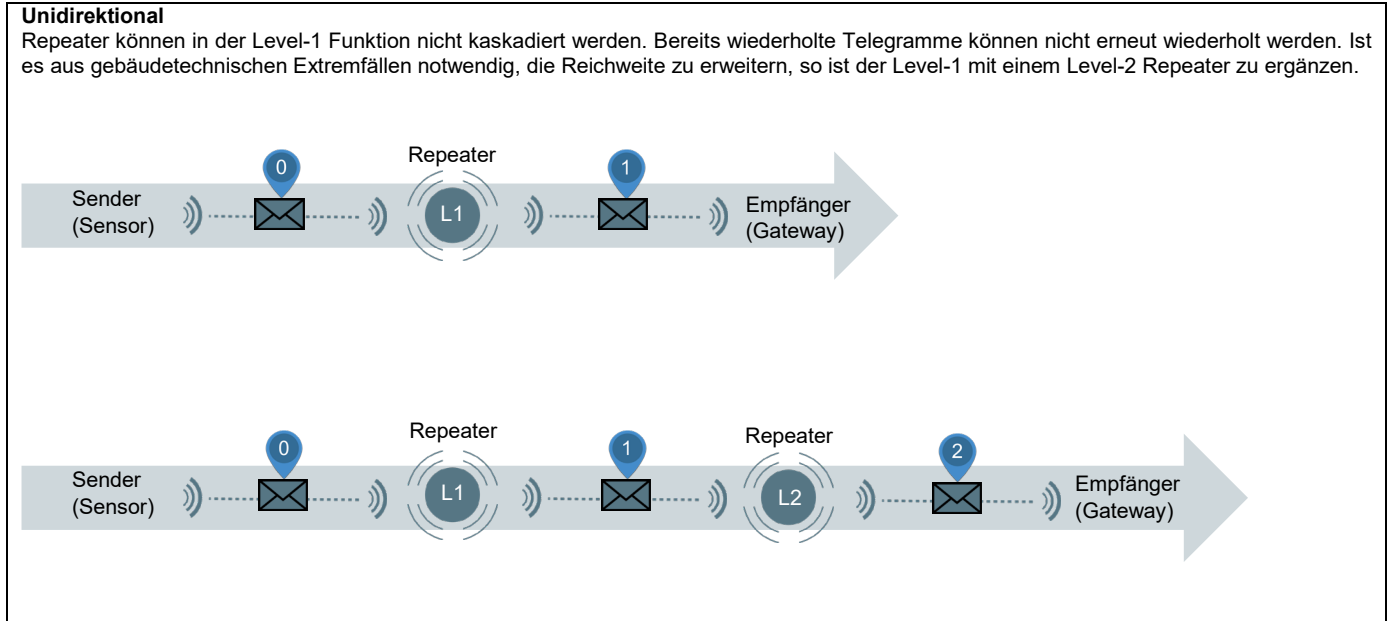 Unidirektional
Repeater können in der Level-1 Funktion nicht kaskadiert werden. Bereits wiederholte Telegramme können nicht erneut wiederholt werden. Ist
es aus gebäudetechnischen Extremfällen notwendig, die Reichweite zu erweitern, so ist der Level-1 mit einem Level-2 Repeater zu ergänzen.
Repeater
0
1
Sender
(Sensor)
L1
Empfänger
(Gateway)
Repeater
Repeater
0
1
2
Sender
(Sensor)
L1
L2
Empfänger
(Gateway)